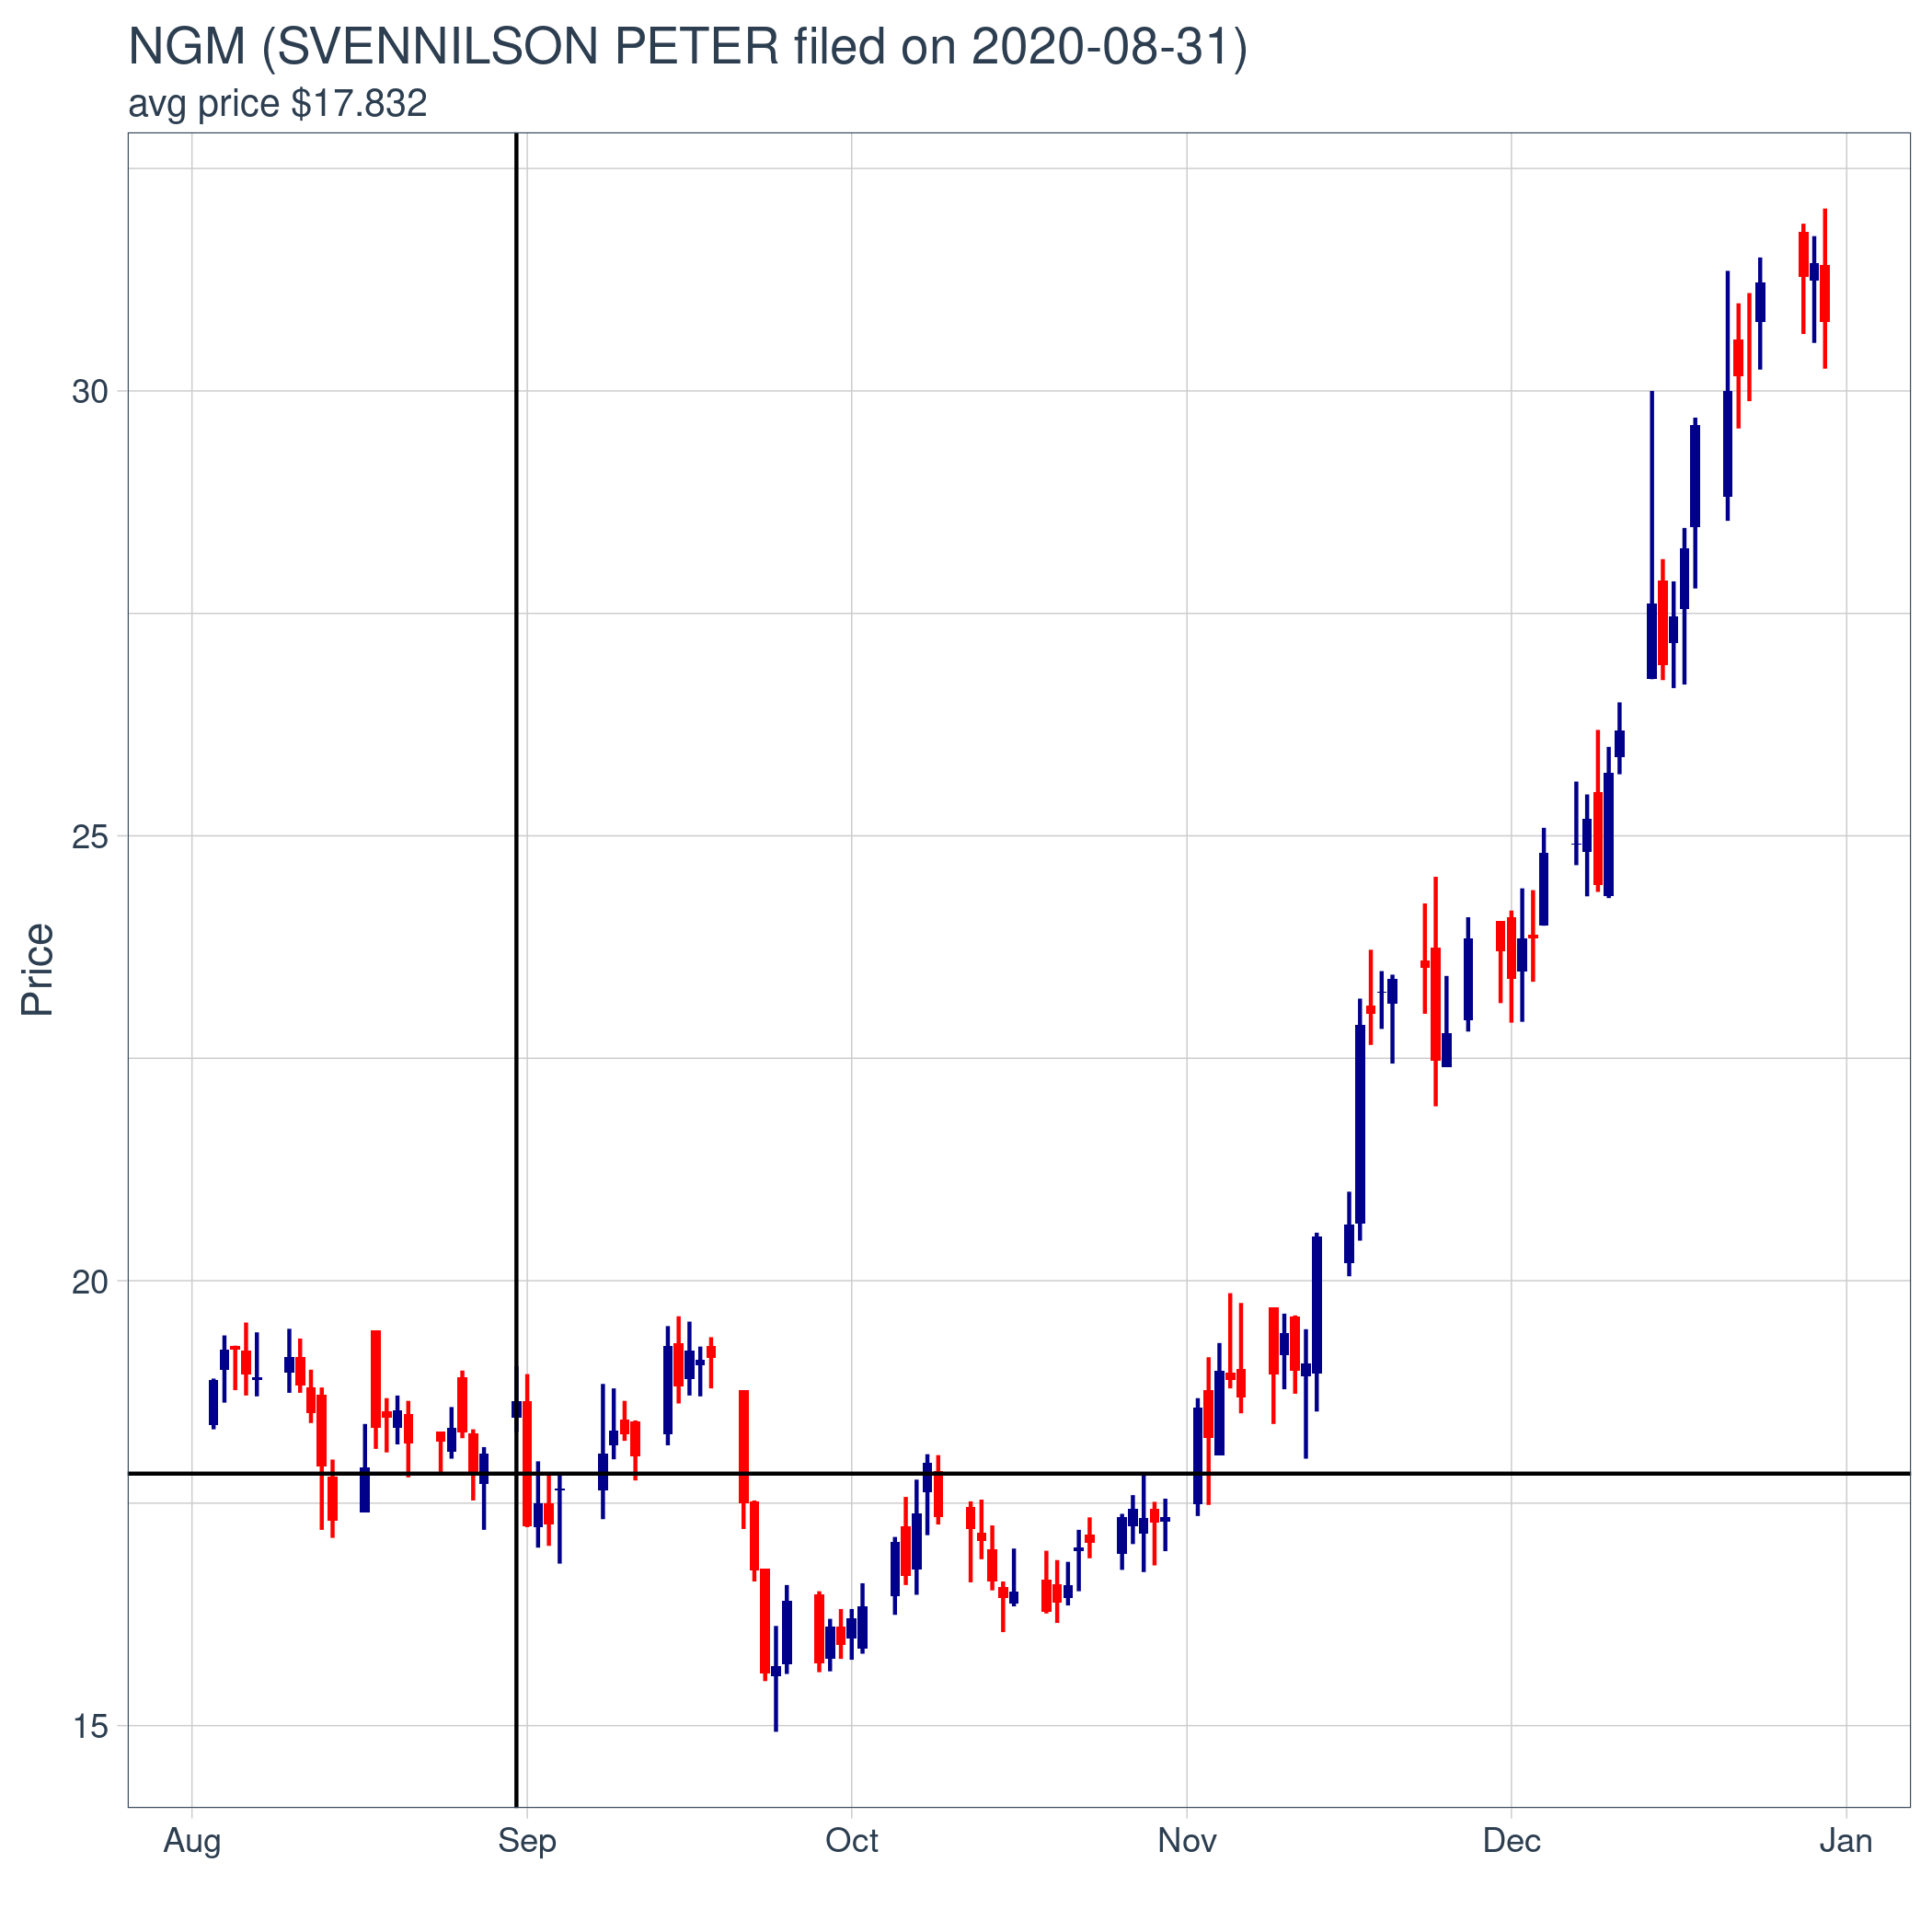 NGM (SVENNILSON PETER filed on 2020-08-31)
avg price $17.832
Price
30
25
20
15
Aug Sep Oct Nov Dec Jan